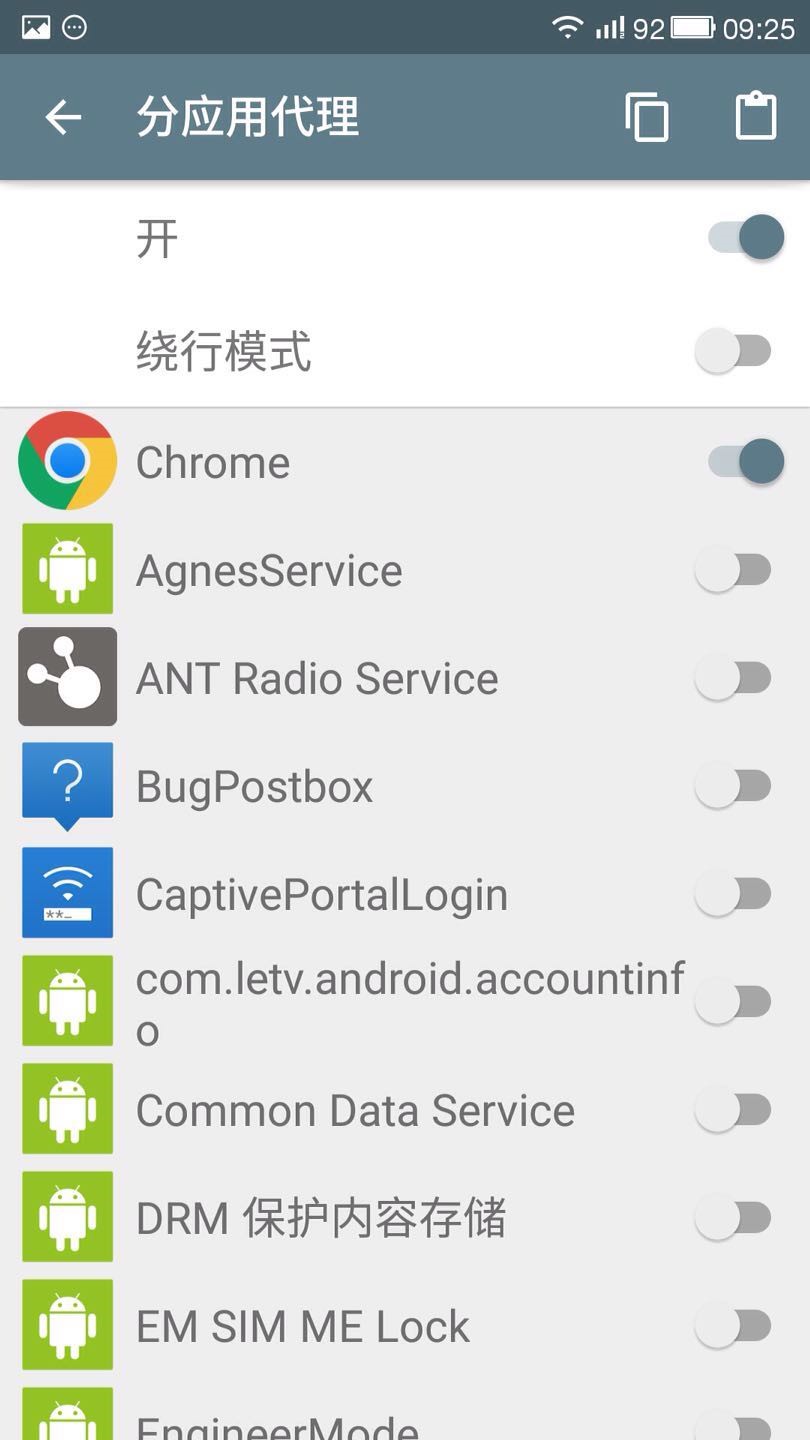 92 09:25
分应用代理
开
绕行模式
Chrome
AgnesService
ANT Radio Service
BugPostbox
?
CaptivePortalLogin
**_
com.letv.android.accountinf
o
Common Data Service
DRM 保护内容存储
EM SIM ME Lock
EngineerMode